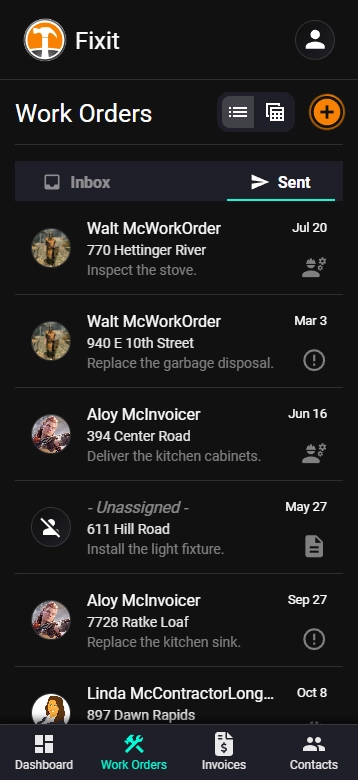 Fixit
Work Orders
Inbox
Sent
Walt McWorkOrder
Jul 20
770 Hettinger River
Inspect the stove.
Walt McWorkOrder
Mar 3
940 E 10th Street
Replace the garbage disposal.
Aloy McInvoicer
Jun 16
394 Center Road
Deliver the kitchen cabinets.
- Unassigned -
May 27
611 Hill Road
Install the light fixture.
Aloy McInvoicer
Sep 27
7728 Ratke Loaf
Replace the kitchen sink.
Linda McContractorLong...
Oct 8
897 Dawn Rapids
Dashboard
Work Orders
Invoices
Contacts